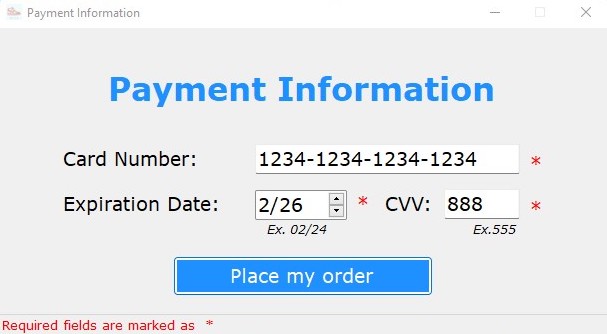 Payment Information
Payment Information
Card Number: 1234-1234-1234-1234 *
Expiration Date: 2/26 * CVV: 888 *
Ex. 02/24 Ex.555
Place my order
Required fields are marked as *